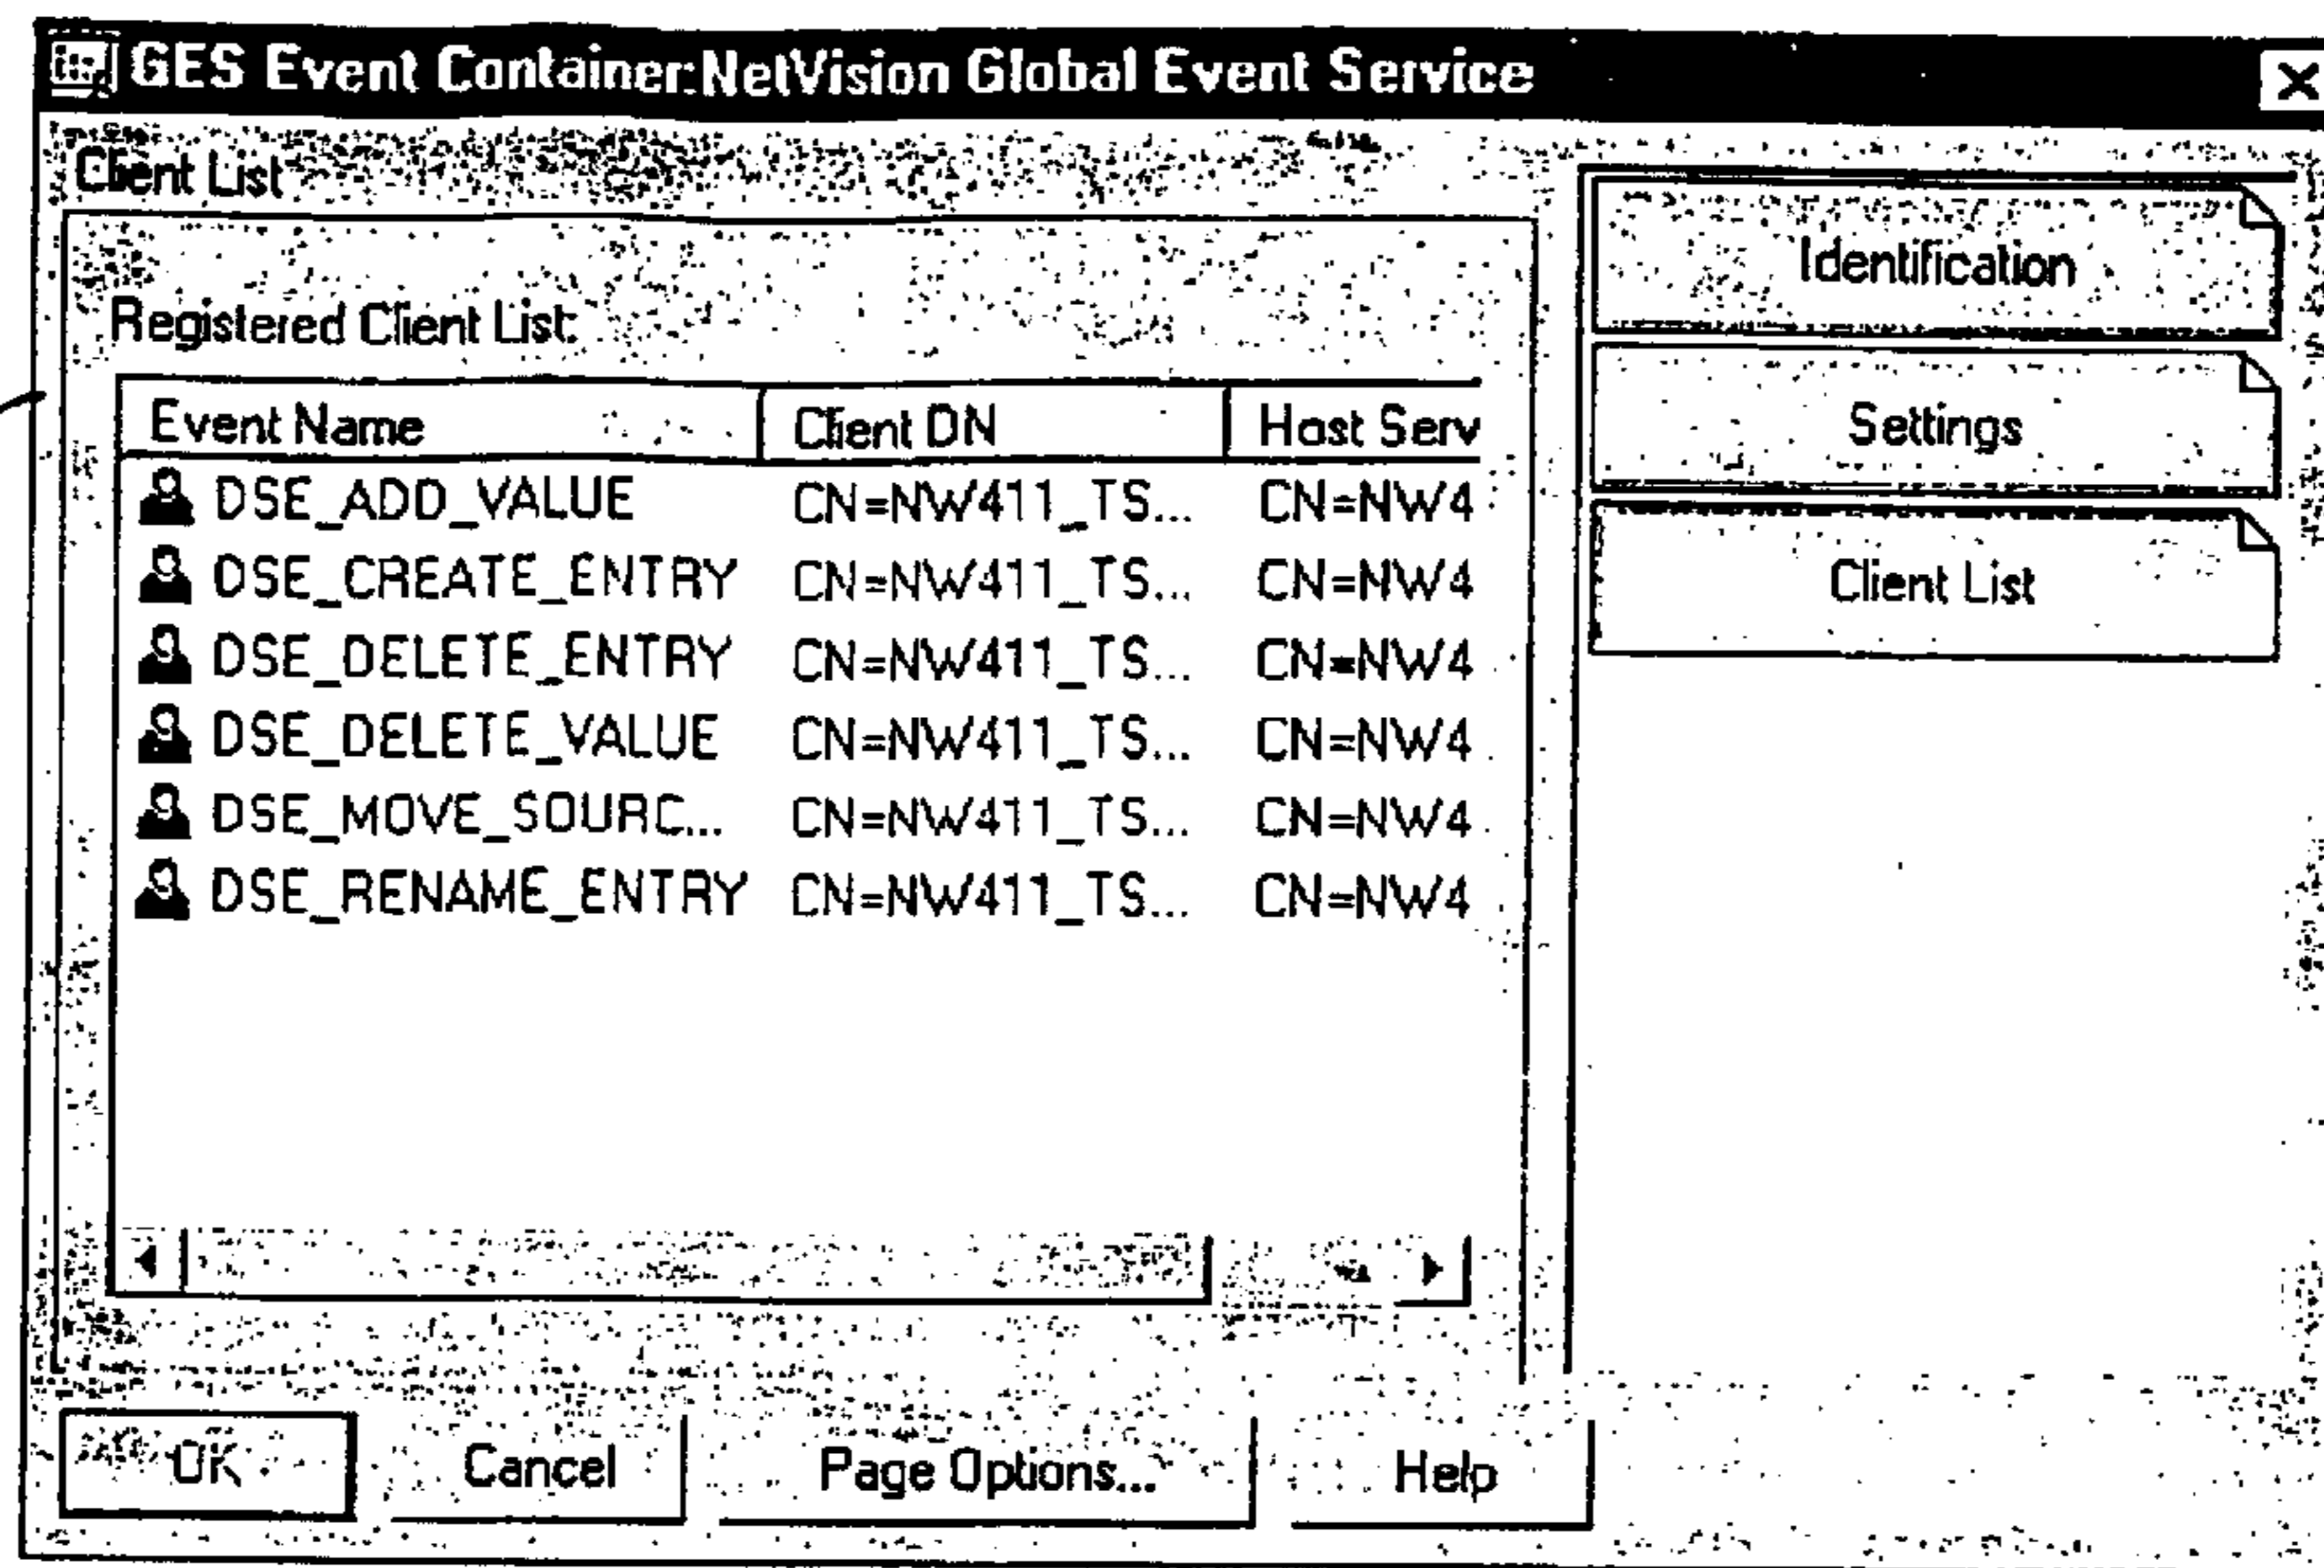 GES Event Container:NetVision Global Event Service
Client List
Registered Client List:
Event Name Client DN Host Serv
DSE_ADD_VALUE CN=NW411_TS... CN=NW4
DSE_CREATE_ENTRY CN=NW411_TS... CN=NW4
DSE_DELETE_ENTRY CN=NW411_TS... CN=NW4
DSE_DELETE_VALUE CN=NW411_TS... CN=NW4
DSE_MOVE_SOURC... CN=NW411_TS... CN=NW4
DSE_RENAME_ENTRY CN=NW411_TS... CN=NW4
Identification
Settings
Client List
OK Cancel Page Options... Help